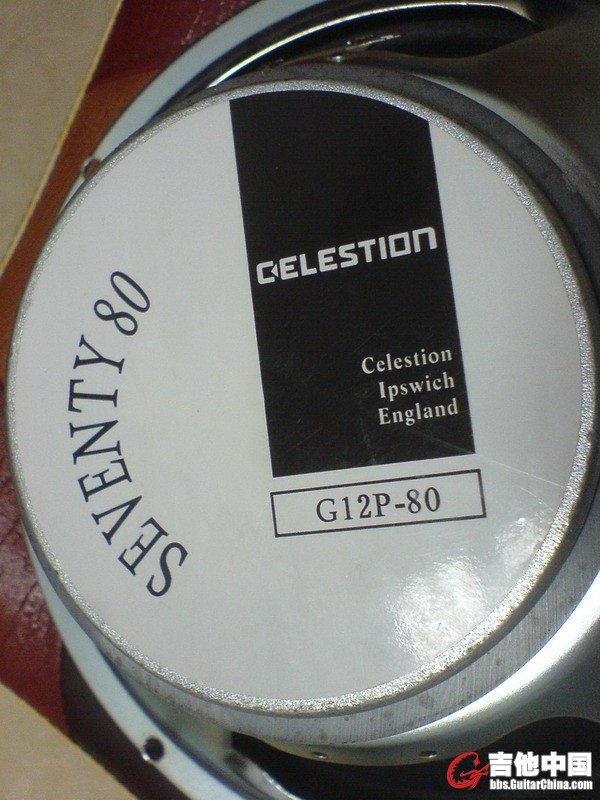 CELESTION
Celestion
Ipswich
England
G12P-80
SEVENTY 80
吉他中国
bbs.GuitarChina.com